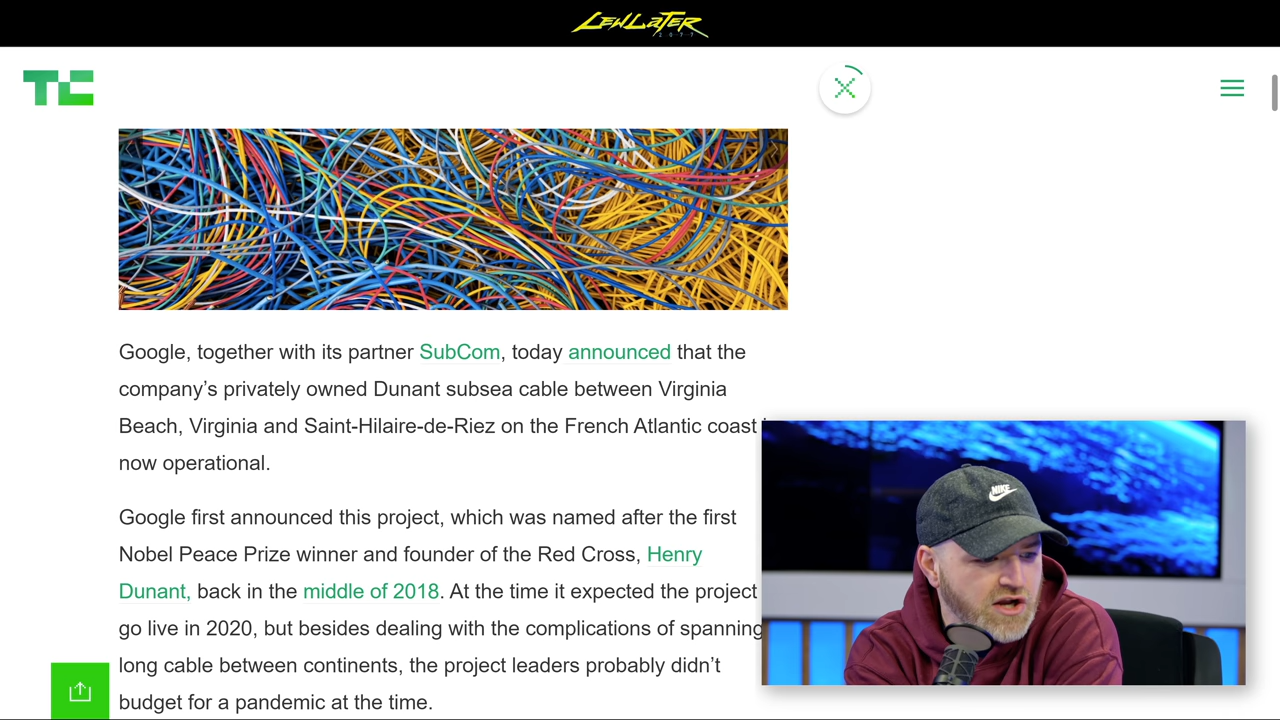 LEWLATER
2077
TC
Google, together with its partner SubCom, today announced that the
company’s privately owned Dunant subsea cable between Virginia
Beach, Virginia and Saint-Hilaire-de-Riez on the French Atlantic coast
now operational.
Google first announced this project, which was named after the first
Nobel Peace Prize winner and founder of the Red Cross, Henry
Dunant, back in the middle of 2018. At the time it expected the project
go live in 2020, but besides dealing with the complications of spanning
long cable between continents, the project leaders probably didn’t
budget for a pandemic at the time.
NIKE